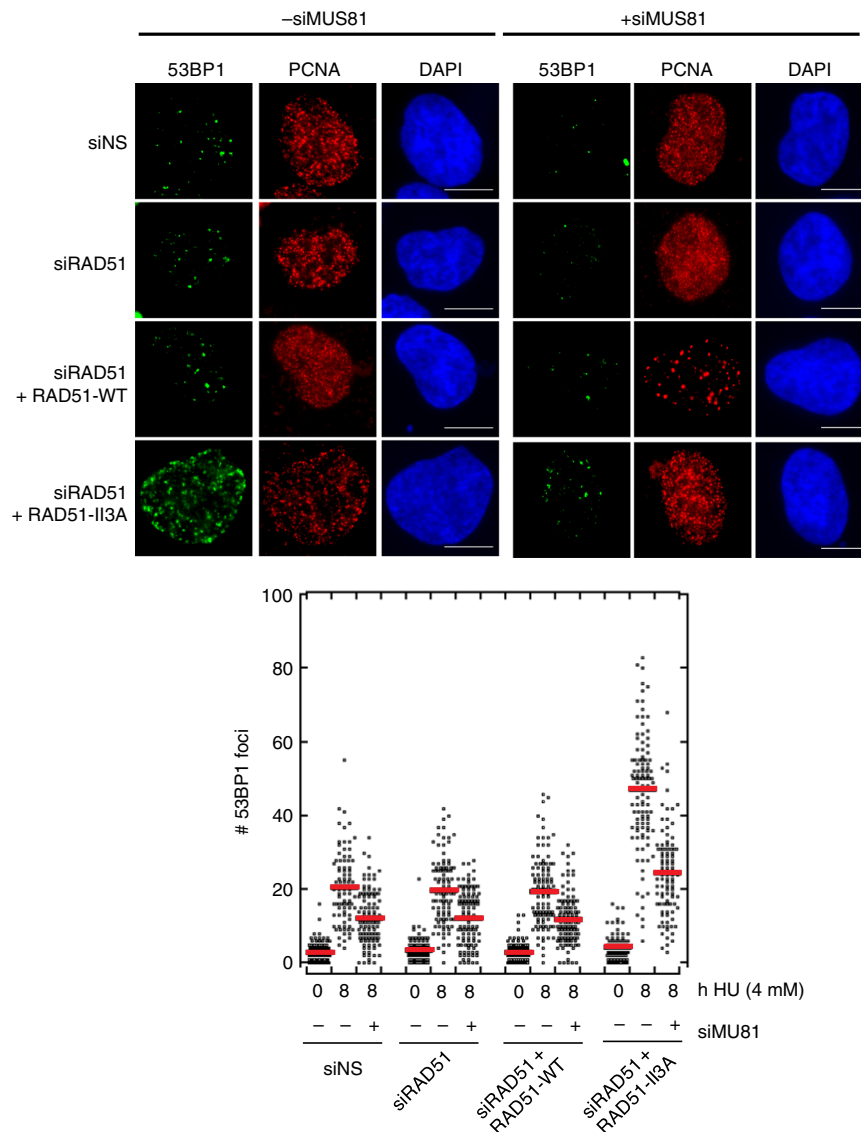 –siMUS81 +siMUS81
53BP1 PCNA DAPI 53BP1 PCNA DAPI
siNS
siRAD51
siRAD51
+ RAD51-WT
siRAD51
+ RAD51-II3A
100
80
60
40
20
0
# 53BP1 foci
0 8 8 0 8 8 0 8 8 0 8 8 h HU (4 mM)
– – + – – + – – + – – + siMU81
siNS
siRAD51
siRAD51+
RAD51-WT
siRAD51+
RAD51-II3A